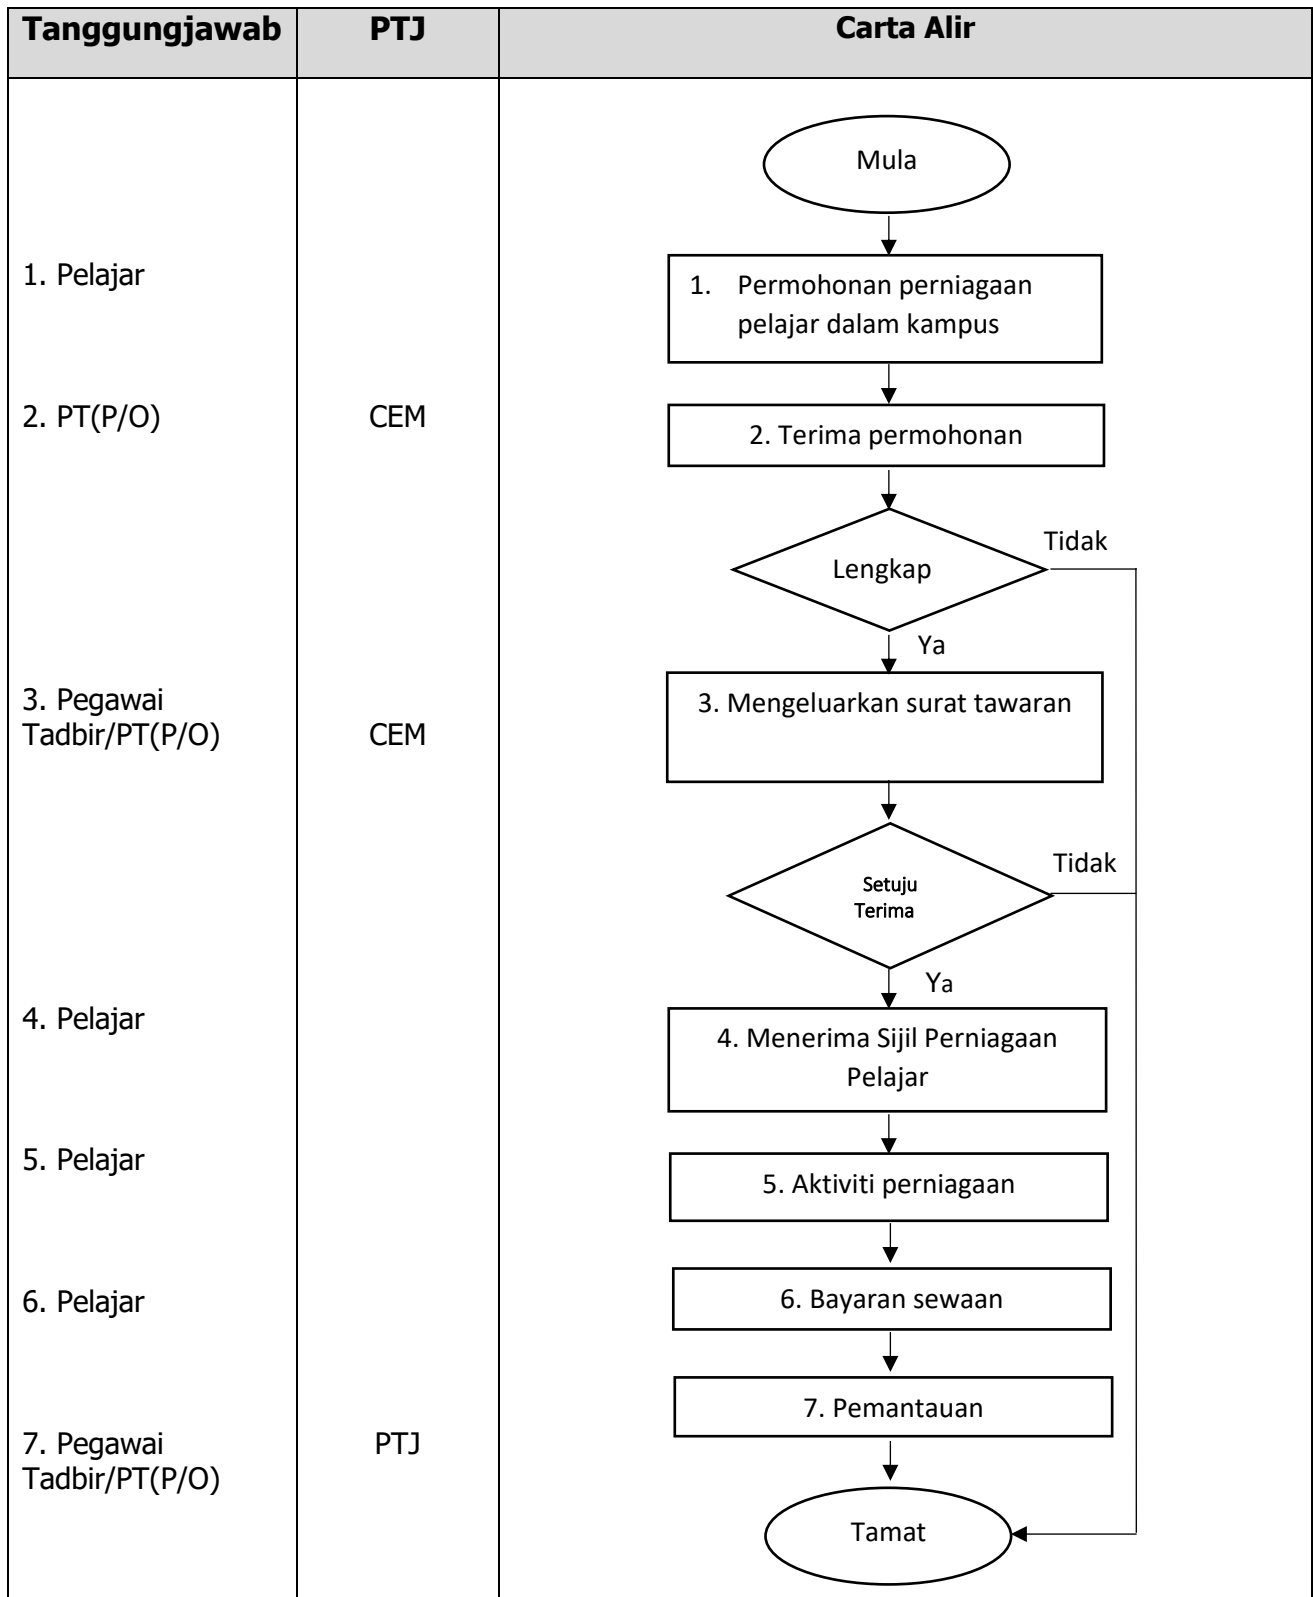 Tanggungjawab PTJ Carta Alir
Mula
1. Pelajar
1. Permohonan perniagaan
pelajar dalam kampus
2. PT(P/O) CEM
2. Terima permohonan
Tidak
Lengkap
Ya
3. Pegawai
Tadbir/PT(P/O) CEM
3. Mengeluarkan surat tawaran
Tidak
Setuju
Terima
Ya
4. Pelajar
4. Menerima Sijil Perniagaan
Pelajar
5. Pelajar
5. Aktiviti perniagaan
6. Pelajar
6. Bayaran sewaan
7. Pemantauan
7. Pegawai
Tadbir/PT(P/O) PTJ
Tamat